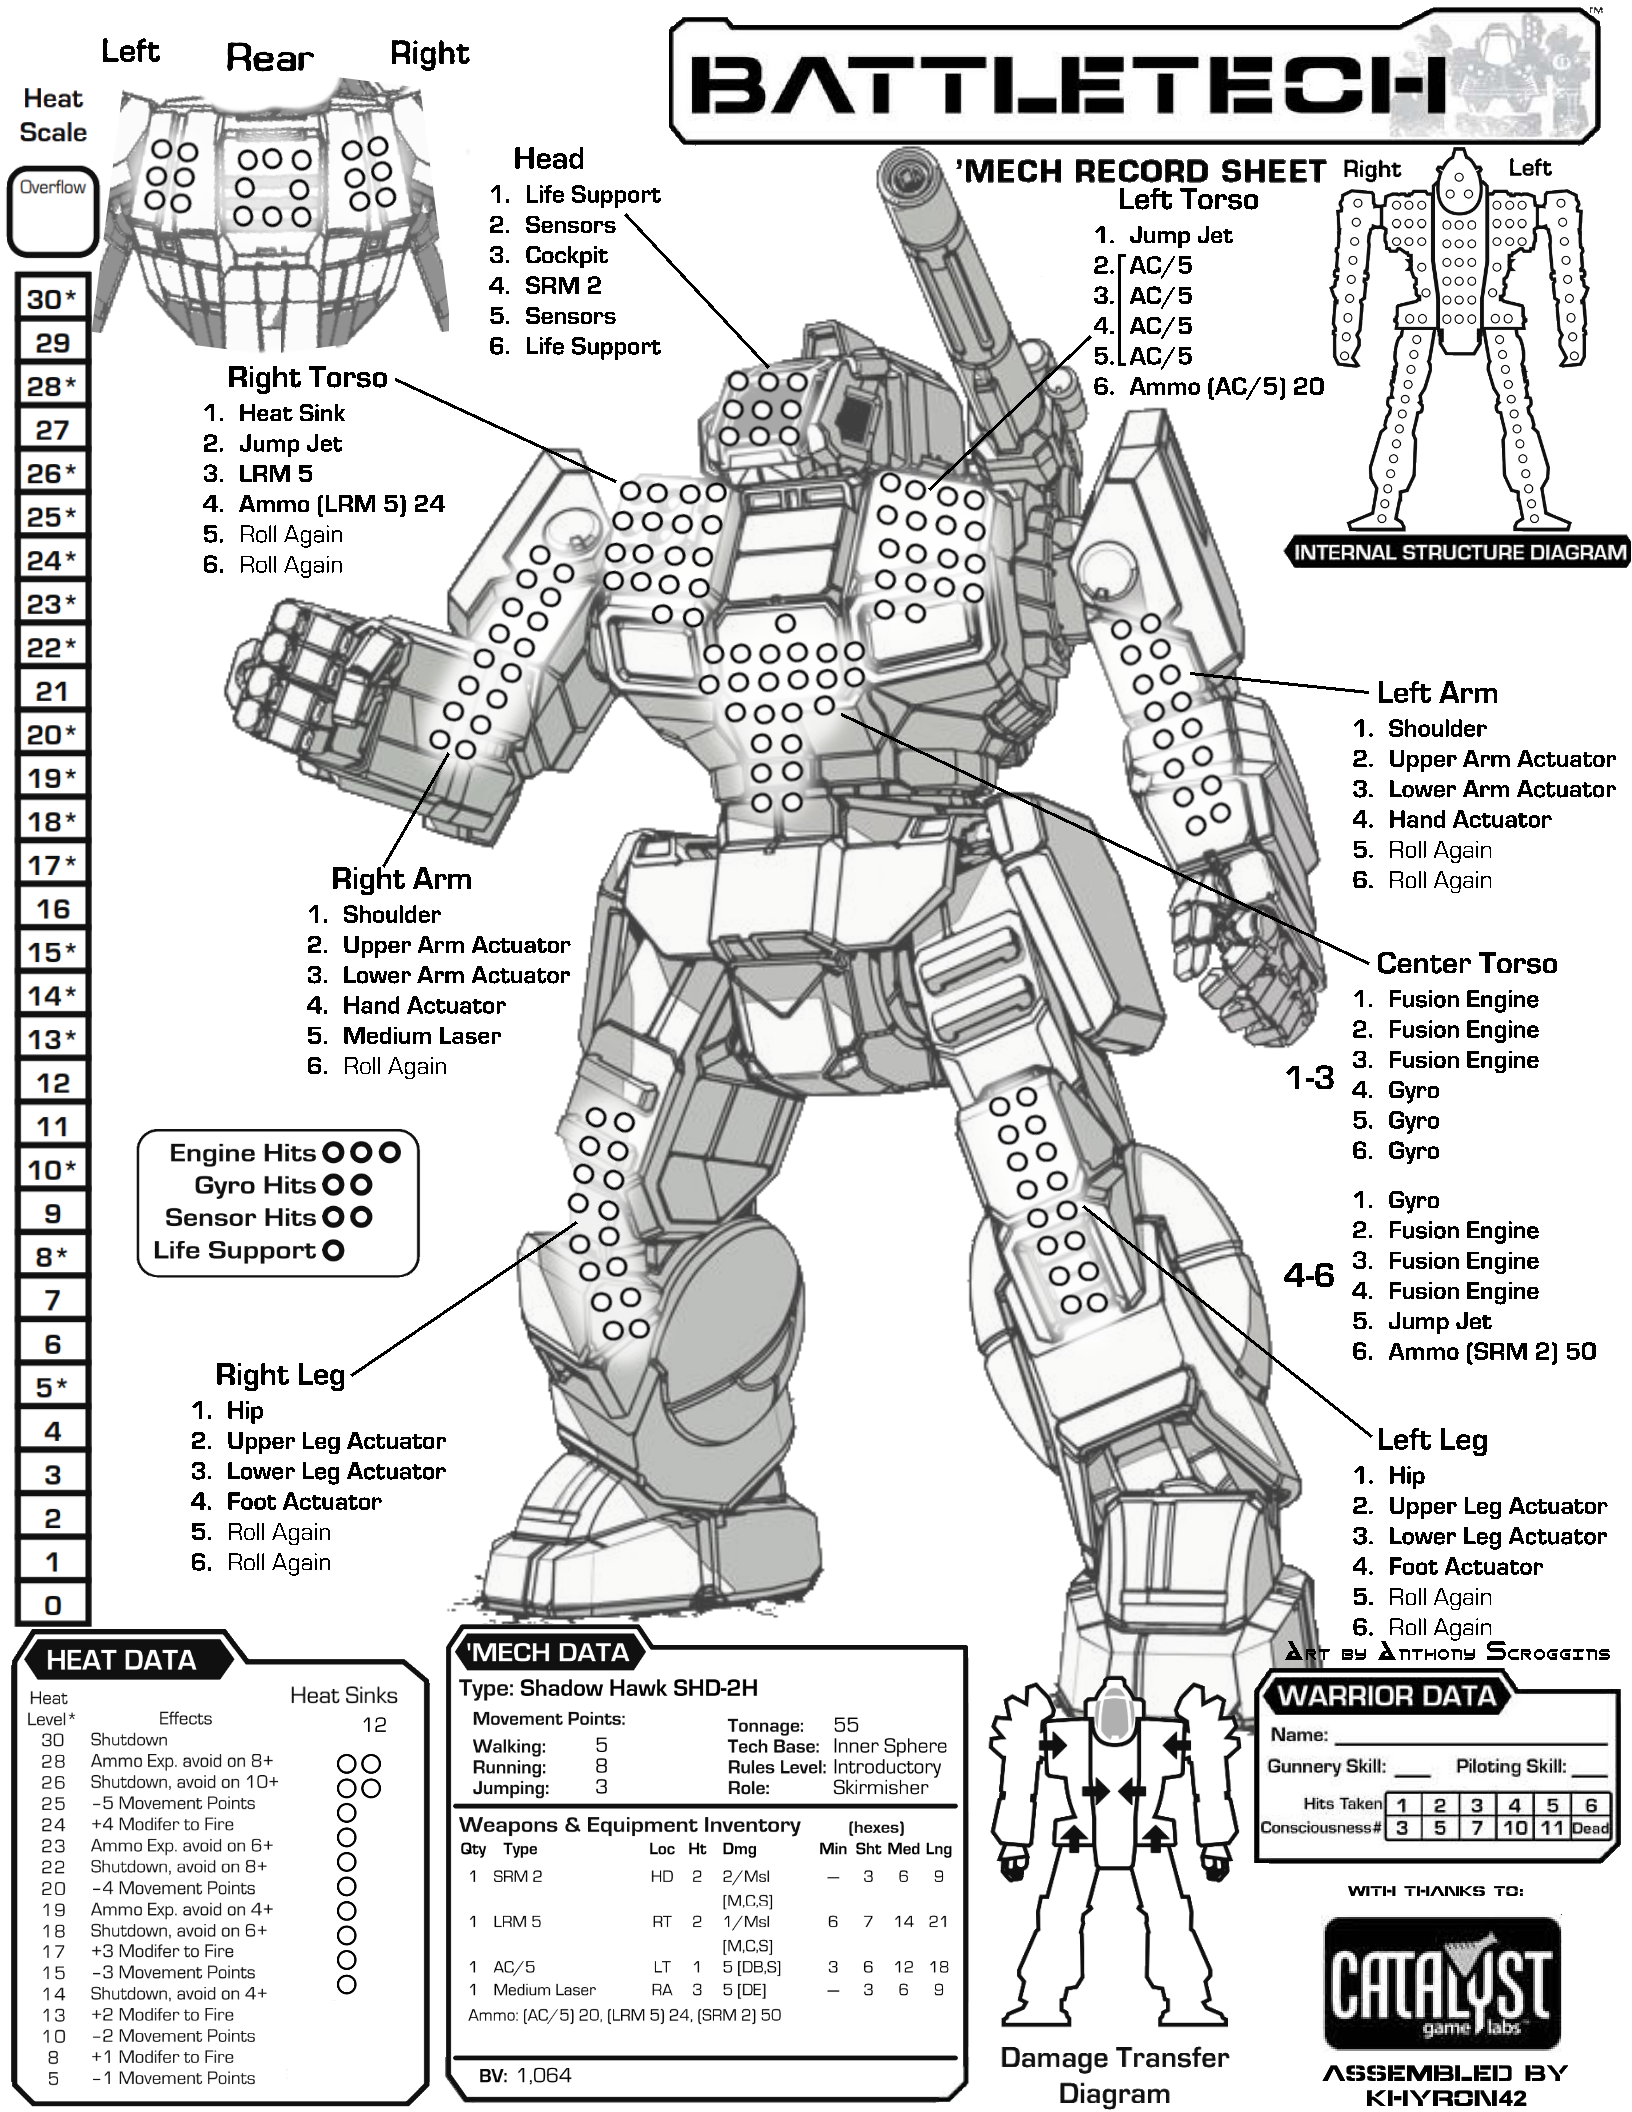 BATTLETECH
TM
'MECH RECORD SHEET
Left
Rear
Right
Heat
Scale
Overflow
30*
29
28*
27
26*
25*
24*
23*
22*
21
20*
19*
18*
17*
16
15*
14*
13*
12
11
10*
9
8*
7
6
5*
4
3
2
1
0
Head
1. Life Support
2. Sensors
3. Cockpit
4. SRM 2
5. Sensors
6. Life Support
Left Torso
1. Jump Jet
2. AC/5
3. AC/5
4. AC/5
5. AC/5
6. Ammo (AC/5) 20
Right
Left
INTERNAL STRUCTURE DIAGRAM
Right Torso
1. Heat Sink
2. Jump Jet
3. LRM 5
4. Ammo (LRM 5) 24
5. Roll Again
6. Roll Again
Left Arm
1. Shoulder
2. Upper Arm Actuator
3. Lower Arm Actuator
4. Hand Actuator
5. Roll Again
6. Roll Again
Right Arm
1. Shoulder
2. Upper Arm Actuator
3. Lower Arm Actuator
4. Hand Actuator
5. Medium Laser
6. Roll Again
Center Torso
1. Fusion Engine
2. Fusion Engine
3. Fusion Engine
1-3
4. Gyro
5. Gyro
6. Gyro
1. Gyro
2. Fusion Engine
3. Fusion Engine
4-6
4. Fusion Engine
5. Jump Jet
6. Ammo (SRM 2) 50
Engine Hits
Gyro Hits
Sensor Hits
Life Support
Right Leg
1. Hip
2. Upper Leg Actuator
3. Lower Leg Actuator
4. Foot Actuator
5. Roll Again
6. Roll Again
Left Leg
1. Hip
2. Upper Leg Actuator
3. Lower Leg Actuator
4. Foot Actuator
5. Roll Again
6. Roll Again
Art by Anthony Scroggins
HEAT DATA
Heat Level* Effects
Heat Sinks
12
30 Shutdown
28 Ammo Exp. avoid on 8+
26 Shutdown, avoid on 10+
25 -5 Movement Points
24 +4 Modifer to Fire
23 Ammo Exp. avoid on 6+
22 Shutdown, avoid on 8+
20 -4 Movement Points
19 Ammo Exp. avoid on 4+
18 Shutdown, avoid on 6+
17 +3 Modifer to Fire
15 -3 Movement Points
14 Shutdown, avoid on 4+
13 +2 Modifer to Fire
10 -2 Movement Points
8 +1 Modifer to Fire
5 -1 Movement Points
'MECH DATA
Type: Shadow Hawk SHD-2H
Movement Points:
Walking: 5
Running: 8
Jumping: 3
Tonnage: 55
Tech Base: Inner Sphere
Rules Level: Introductory
Role: Skirmisher
Weapons & Equipment Inventory (hexes)
Qty Type Loc Ht Dmg Min Sht Med Lng
1 SRM 2 HD 2 2/Msl – 3 6 9
[M,C,S]
1 LRM 5 RT 2 1/Msl 6 7 14 21
[M,C,S]
1 AC/5 LT 1 5 [DB,S] 3 6 12 18
1 Medium Laser RA 3 5 [DE] – 3 6 9
Ammo: (AC/5) 20, (LRM 5) 24, (SRM 2) 50
BV: 1,064
Damage Transfer
Diagram
WARRIOR DATA
Name:
Gunnery Skill: Piloting Skill:
Hits Taken 1 2 3 4 5 6
Consciousness# 3 5 7 10 11 Dead
WITH THANKS TO:
CATALYST
game labs
ASSEMBLED BY
KHYRON42